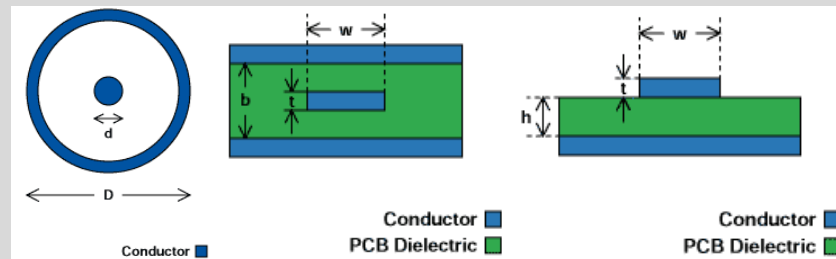 d
D
Conductor
w
b
t
Conductor
PCB Dielectric
w
t
h
Conductor
PCB Dielectric